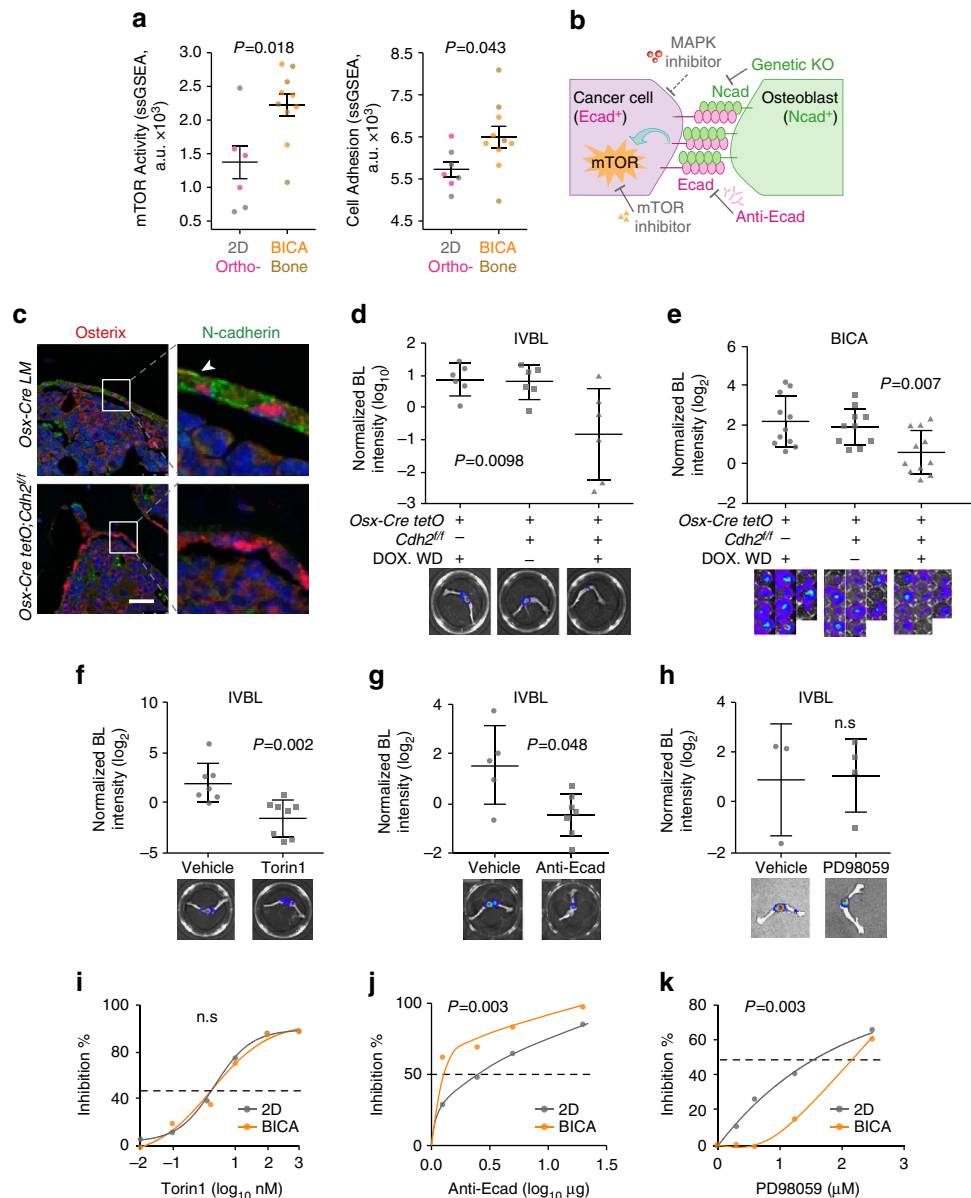 a
P=0.018
mTOR Activity (ssGSEA,
a.u. ×10³)
3.0
2.5
2.0
1.5
1.0
0.5
2D
Ortho-
BICA
Bone
P=0.043
Cell Adhesion (ssGSEA,
a.u. ×10³)
9.0
7.5
6.0
4.5
2D
Ortho-
BICA
Bone
b
MAPK
inhibitor
Genetic KO
Ncad
Cancer cell
(Ecad⁺)
Osteoblast
(Ncad⁺)
mTOR
Ecad
mTOR
inhibitor
Anti-Ecad
c
Osterix
N-cadherin
Osx-Cre LM
Osx-Cre tetO;Cdh2f/f
d
IVBL
Normalized BL
intensity (log₁₀)
2
1
0
−1
−2
−3
P=0.0098
Osx-Cre tetO + + +
Cdh2f/f − + +
DOX. WD + − +
e
BICA
Normalized BL
intensity (log₂)
6
4
2
0
−2
P=0.007
Osx-Cre tetO + + +
Cdh2f/f − + +
DOX. WD + − +
f
IVBL
Normalized BL
intensity (log₂)
10
5
0
−5
P=0.002
Vehicle
Torin1
g
IVBL
Normalized BL
intensity (log₂)
4
2
0
−2
P=0.048
Vehicle
Anti-Ecad
h
IVBL
Normalized BL
intensity (log₂)
4
2
0
−2
n.s
Vehicle
PD98059
i
n.s
Inhibition %
100
80
40
0
2D
BICA
−2 −1 0 1 2 3
Torin1 (log₁₀ nM)
j
P=0.003
Inhibition %
100
50
0
2D
BICA
0.0 0.5 1.0 1.5
Anti-Ecad (log₁₀ µg)
k
P=0.003
Inhibition %
80
60
40
20
0
2D
BICA
0 1 2 3
PD98059 (µM)